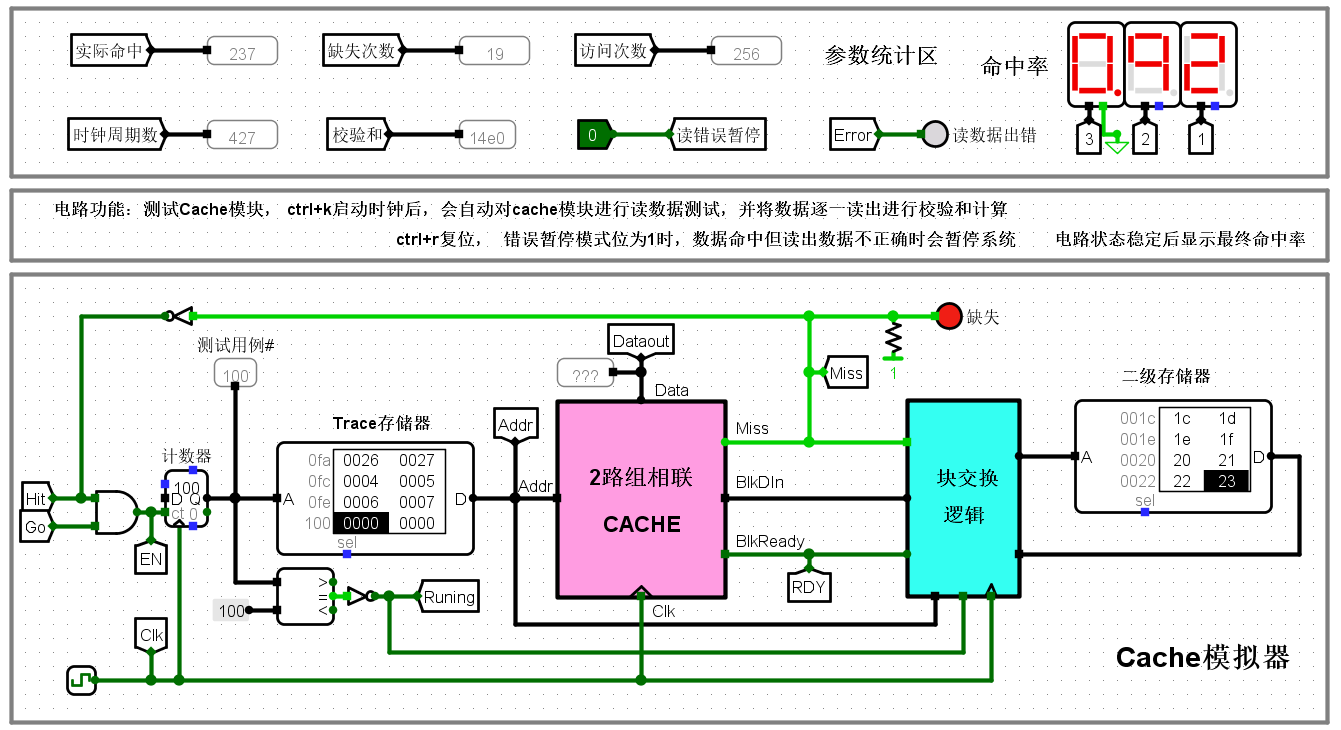 实际命中 237 缺失次数 19 访问次数 256 参数统计区 命中率 0.92
时钟周期数 427 校验和 14e0 0 读错误暂停 Error 读数据出错 3 2 1
电路功能：测试Cache模块， ctrl+k启动时钟后，会自动对cache模块进行读数据测试，并将数据逐一读出进行校验和计算
ctrl+r复位， 错误暂停模式位为1时，数据命中但读出数据不正确时会暂停系统 电路状态稳定后显示最终命中率
缺失
测试用例#
100
Dataout
???
Data
Miss
1
二级存储器
001c 1c 1d
001e 1e 1f
0020 20 21
0022 22 23
A D
sel
Trace存储器
0fa 0026 0027
0fc 0004 0005
0fe 0006 0007
100 0000 0000
A D
sel
Addr
Addr
计数器
100
D Q
ct 0
Hit
Go
EN
2路组相联
CACHE
Miss
BlkDIn
BlkReady
Clk
块交换
逻辑
RDY
100
>
=
<
Runing
Clk
Cache模拟器